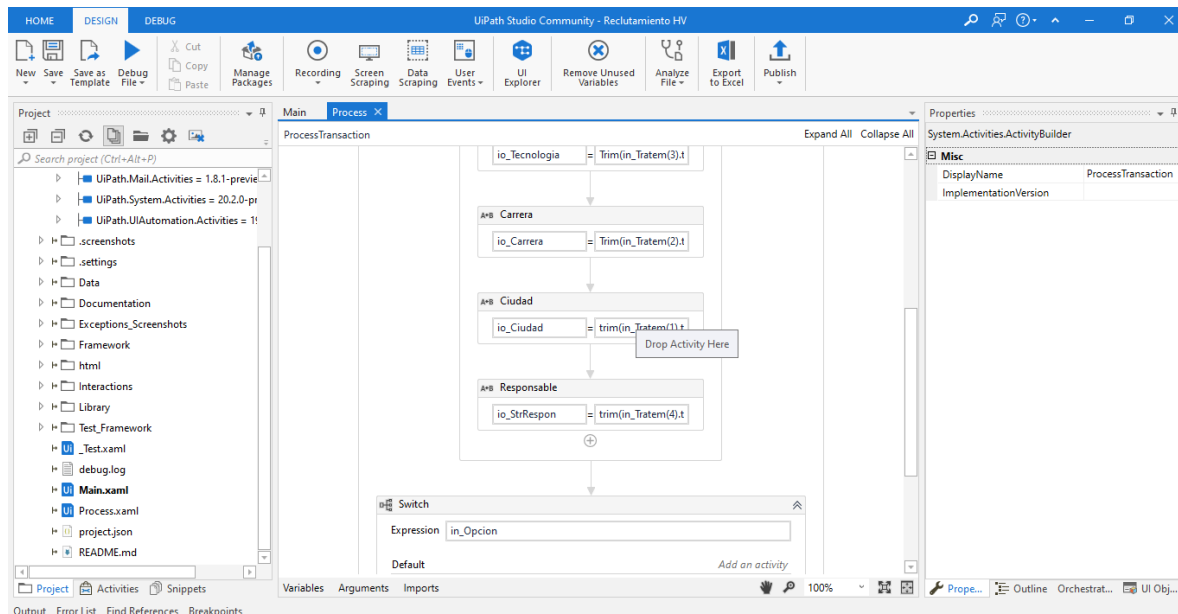 HOME DESIGN DEBUG UiPath Studio Community - Reclutamiento HV
New Save Save as Template Debug File Cut Copy Paste Manage Packages Recording Screen Scraping Data Scraping User Events UI Explorer Remove Unused Variables Analyze File Export to Excel Publish
Project
Search project (Ctrl+Alt+P)
UiPath.Mail.Activities = 1.8.1-previe
UiPath.System.Activities = 20.2.0-pr
UiPath.UIAutomation.Activities = 19
.screenshots
.settings
Data
Documentation
Exceptions_Screenshots
Framework
html
Interactions
Library
Test_Framework
_Test.xaml
debug.log
Main.xaml
Process.xaml
project.json
README.md
Project Activities Snippets
Output Error List Find References Breakpoints
Main Process
ProcessTransaction Expand All Collapse All
io_Tecnologia = Trim(in_Tratem(3).t
A+B Carrera
io_Carrera = Trim(in_Tratem(2).t
A+B Ciudad
io_Ciudad = trim(in_Tratem(1).t
Drop Activity Here
A+B Responsable
io_StrRespon = trim(in_Tratem(4).t
Switch
Expression in_Opcion
Default Add an activity
Variables Arguments Imports 100%
Properties
System.Activities.ActivityBuilder
Misc
DisplayName ProcessTransaction
ImplementationVersion
Prope... Outline Orchestrat... UI Obj...